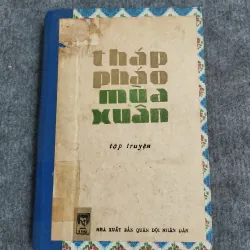 tháp
pháo
mùa
xuân
tập truyện
NHÀ XUẤT BẢN QUÂN ĐỘI NHÂN DÂN